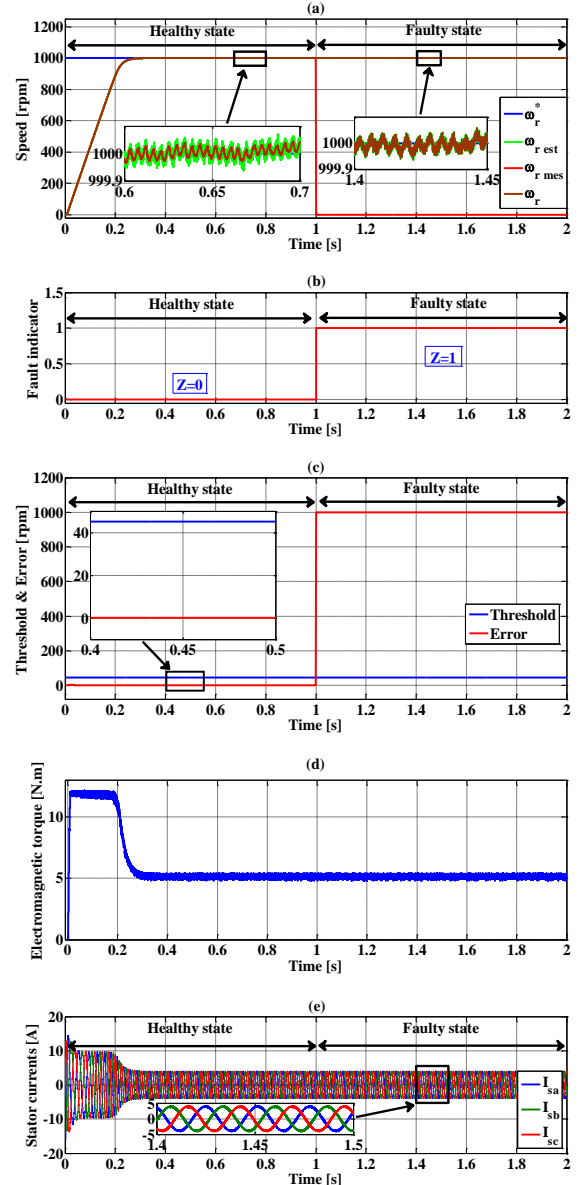 (a)
Healthy state
Faulty state
Speed [rpm]
1200
1000
800
600
400
200
0
1000
999.9
0.6
0.65
0.7
1000
999.9
1.4
1.45
ω*r
ωr est
ωr mes
ωr
0 0.2 0.4 0.6 0.8 1 1.2 1.4 1.6 1.8 2
Time [s]
(b)
Healthy state
Faulty state
Fault indicator
1.5
1
0.5
0
Z=0
Z=1
0 0.2 0.4 0.6 0.8 1 1.2 1.4 1.6 1.8 2
Time [s]
(c)
Healthy state
Faulty state
Threshold & Error [rpm]
1200
1000
800
600
400
200
0
40
20
0
0.4
0.45
0.5
Threshold
Error
0 0.2 0.4 0.6 0.8 1 1.2 1.4 1.6 1.8 2
Time [s]
(d)
Electromagnetic torque [N.m]
10
5
0
0 0.2 0.4 0.6 0.8 1 1.2 1.4 1.6 1.8 2
Time [s]
(e)
Healthy state
Faulty state
Stator currents [A]
20
10
0
-10
-20
5
0
-5
1.4
1.45
1.5
Isa
Isb
Isc
0 0.2 0.4 0.6 0.8 1 1.2 1.4 1.6 1.8 2
Time [s]